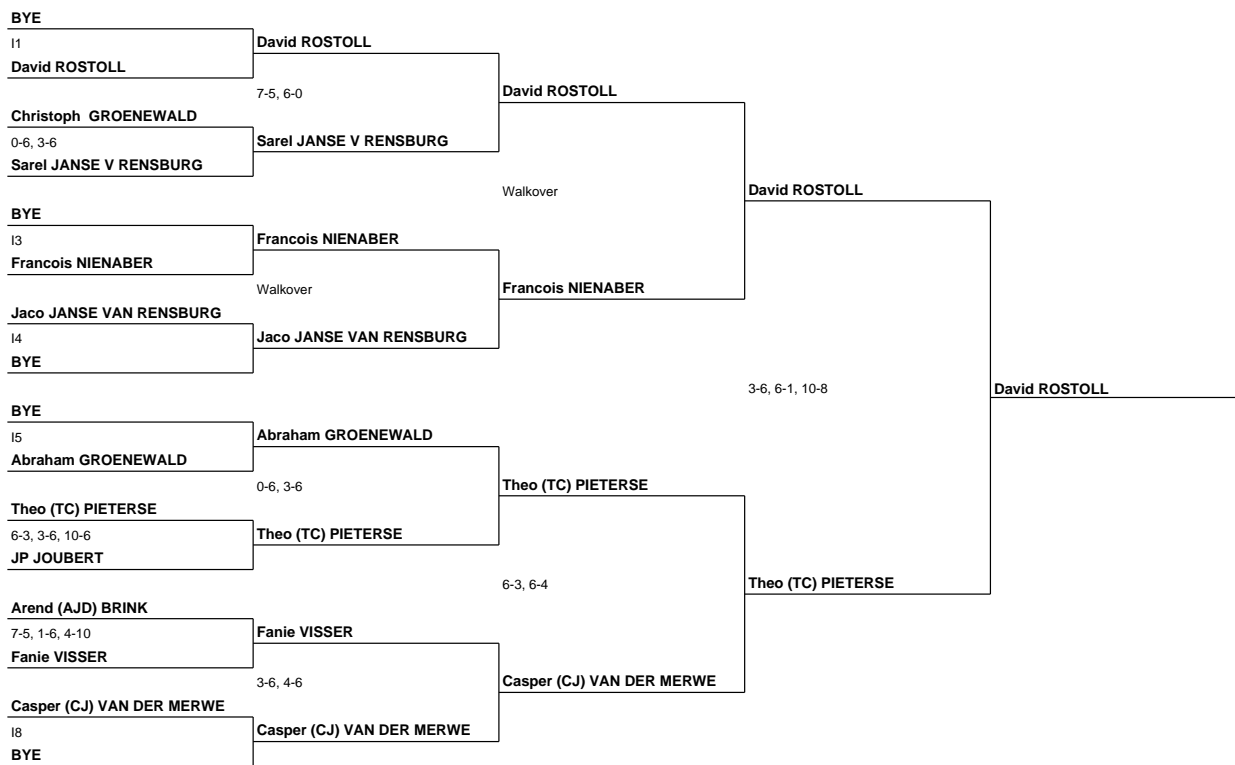 BYE
I1
David ROSTOLL
David ROSTOLL
7-5, 6-0
David ROSTOLL
Christoph  GROENEWALD
0-6, 3-6
Sarel JANSE V RENSBURG
Sarel JANSE V RENSBURG
Walkover
David ROSTOLL
BYE
I3
Francois NIENABER
Francois NIENABER
Walkover
Francois NIENABER
Jaco JANSE VAN RENSBURG
I4
BYE
Jaco JANSE VAN RENSBURG
3-6, 6-1, 10-8
David ROSTOLL
BYE
I5
Abraham GROENEWALD
Abraham GROENEWALD
0-6, 3-6
Theo (TC) PIETERSE
Theo (TC) PIETERSE
6-3, 3-6, 10-6
JP JOUBERT
Theo (TC) PIETERSE
6-3, 6-4
Theo (TC) PIETERSE
Arend (AJD) BRINK
7-5, 1-6, 4-10
Fanie VISSER
Fanie VISSER
3-6, 4-6
Casper (CJ) VAN DER MERWE
Casper (CJ) VAN DER MERWE
I8
BYE
Casper (CJ) VAN DER MERWE